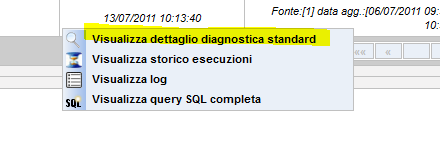 13/07/2011 10:13:40
Fonte:[1] data agg.:[06/07/2011 09:
10:
Visualizza dettaglio diagnostica standard
Visualizza storico esecuzioni
Visualizza log
SQL Visualizza query SQL completa
««
«